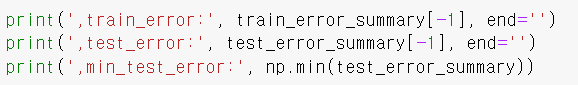 print(',train_error:', train_error_summary[-1], end='')
print(',test_error:', test_error_summary[-1], end='')
print(',min_test_error:', np.min(test_error_summary))